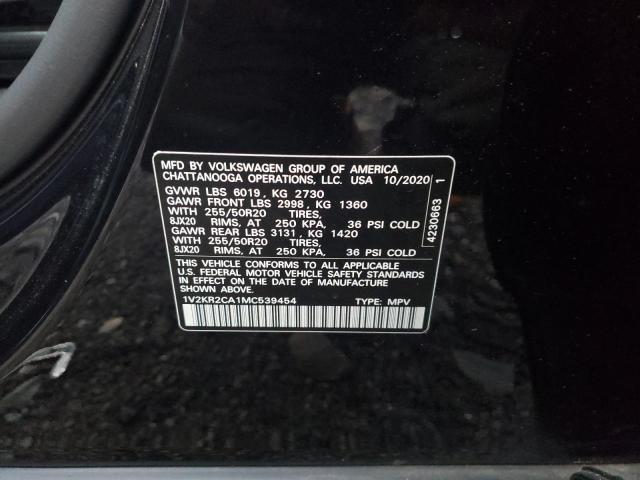 MFD BY VOLKSWAGEN GROUP OF AMERICA
CHATTANOOGA OPERATIONS, LLC. USA 10/2020
GVWR LBS 6019, KG 2730
GAWR FRONT LBS 2998, KG 1360
WITH 255/50R20 TIRES,
8JX20 RIMS, AT 250 KPA, 36 PSI COLD
GAWR REAR LBS 3131, KG 1420
WITH 255/50R20 TIRES,
8JX20 RIMS, AT 250 KPA, 36 PSI COLD
THIS VEHICLE CONFORMS TO ALL APPLICABLE
U.S. FEDERAL MOTOR VEHICLE SAFETY STANDARDS
IN EFFECT ON THE DATE OF MANUFACTURE
SHOWN ABOVE.
1V2KR2CA1MC539454 TYPE: MPV
4230663 1